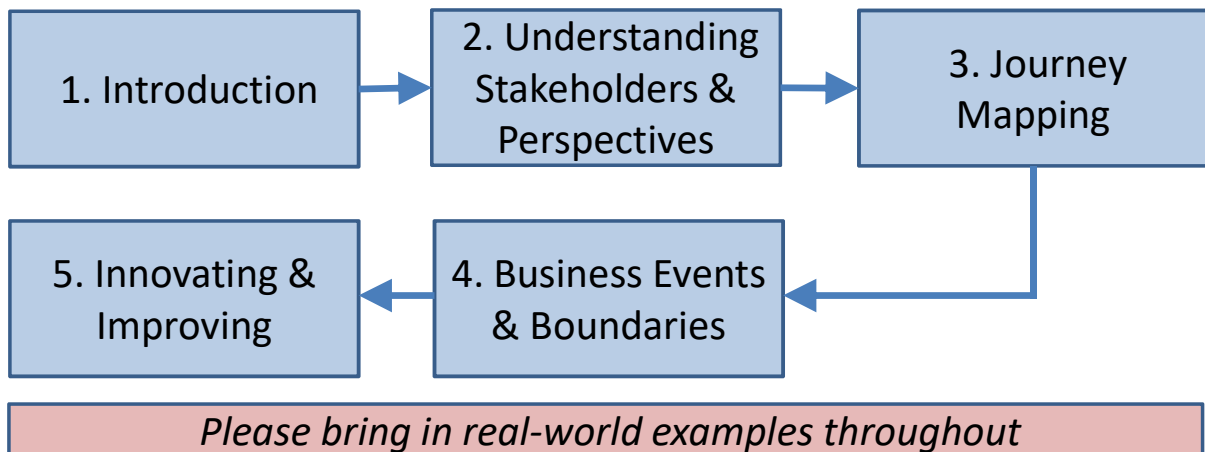 1. Introduction
2. Understanding
Stakeholders &
Perspectives
3. Journey
Mapping
4. Business Events
& Boundaries
5. Innovating &
Improving
Please bring in real-world examples throughout